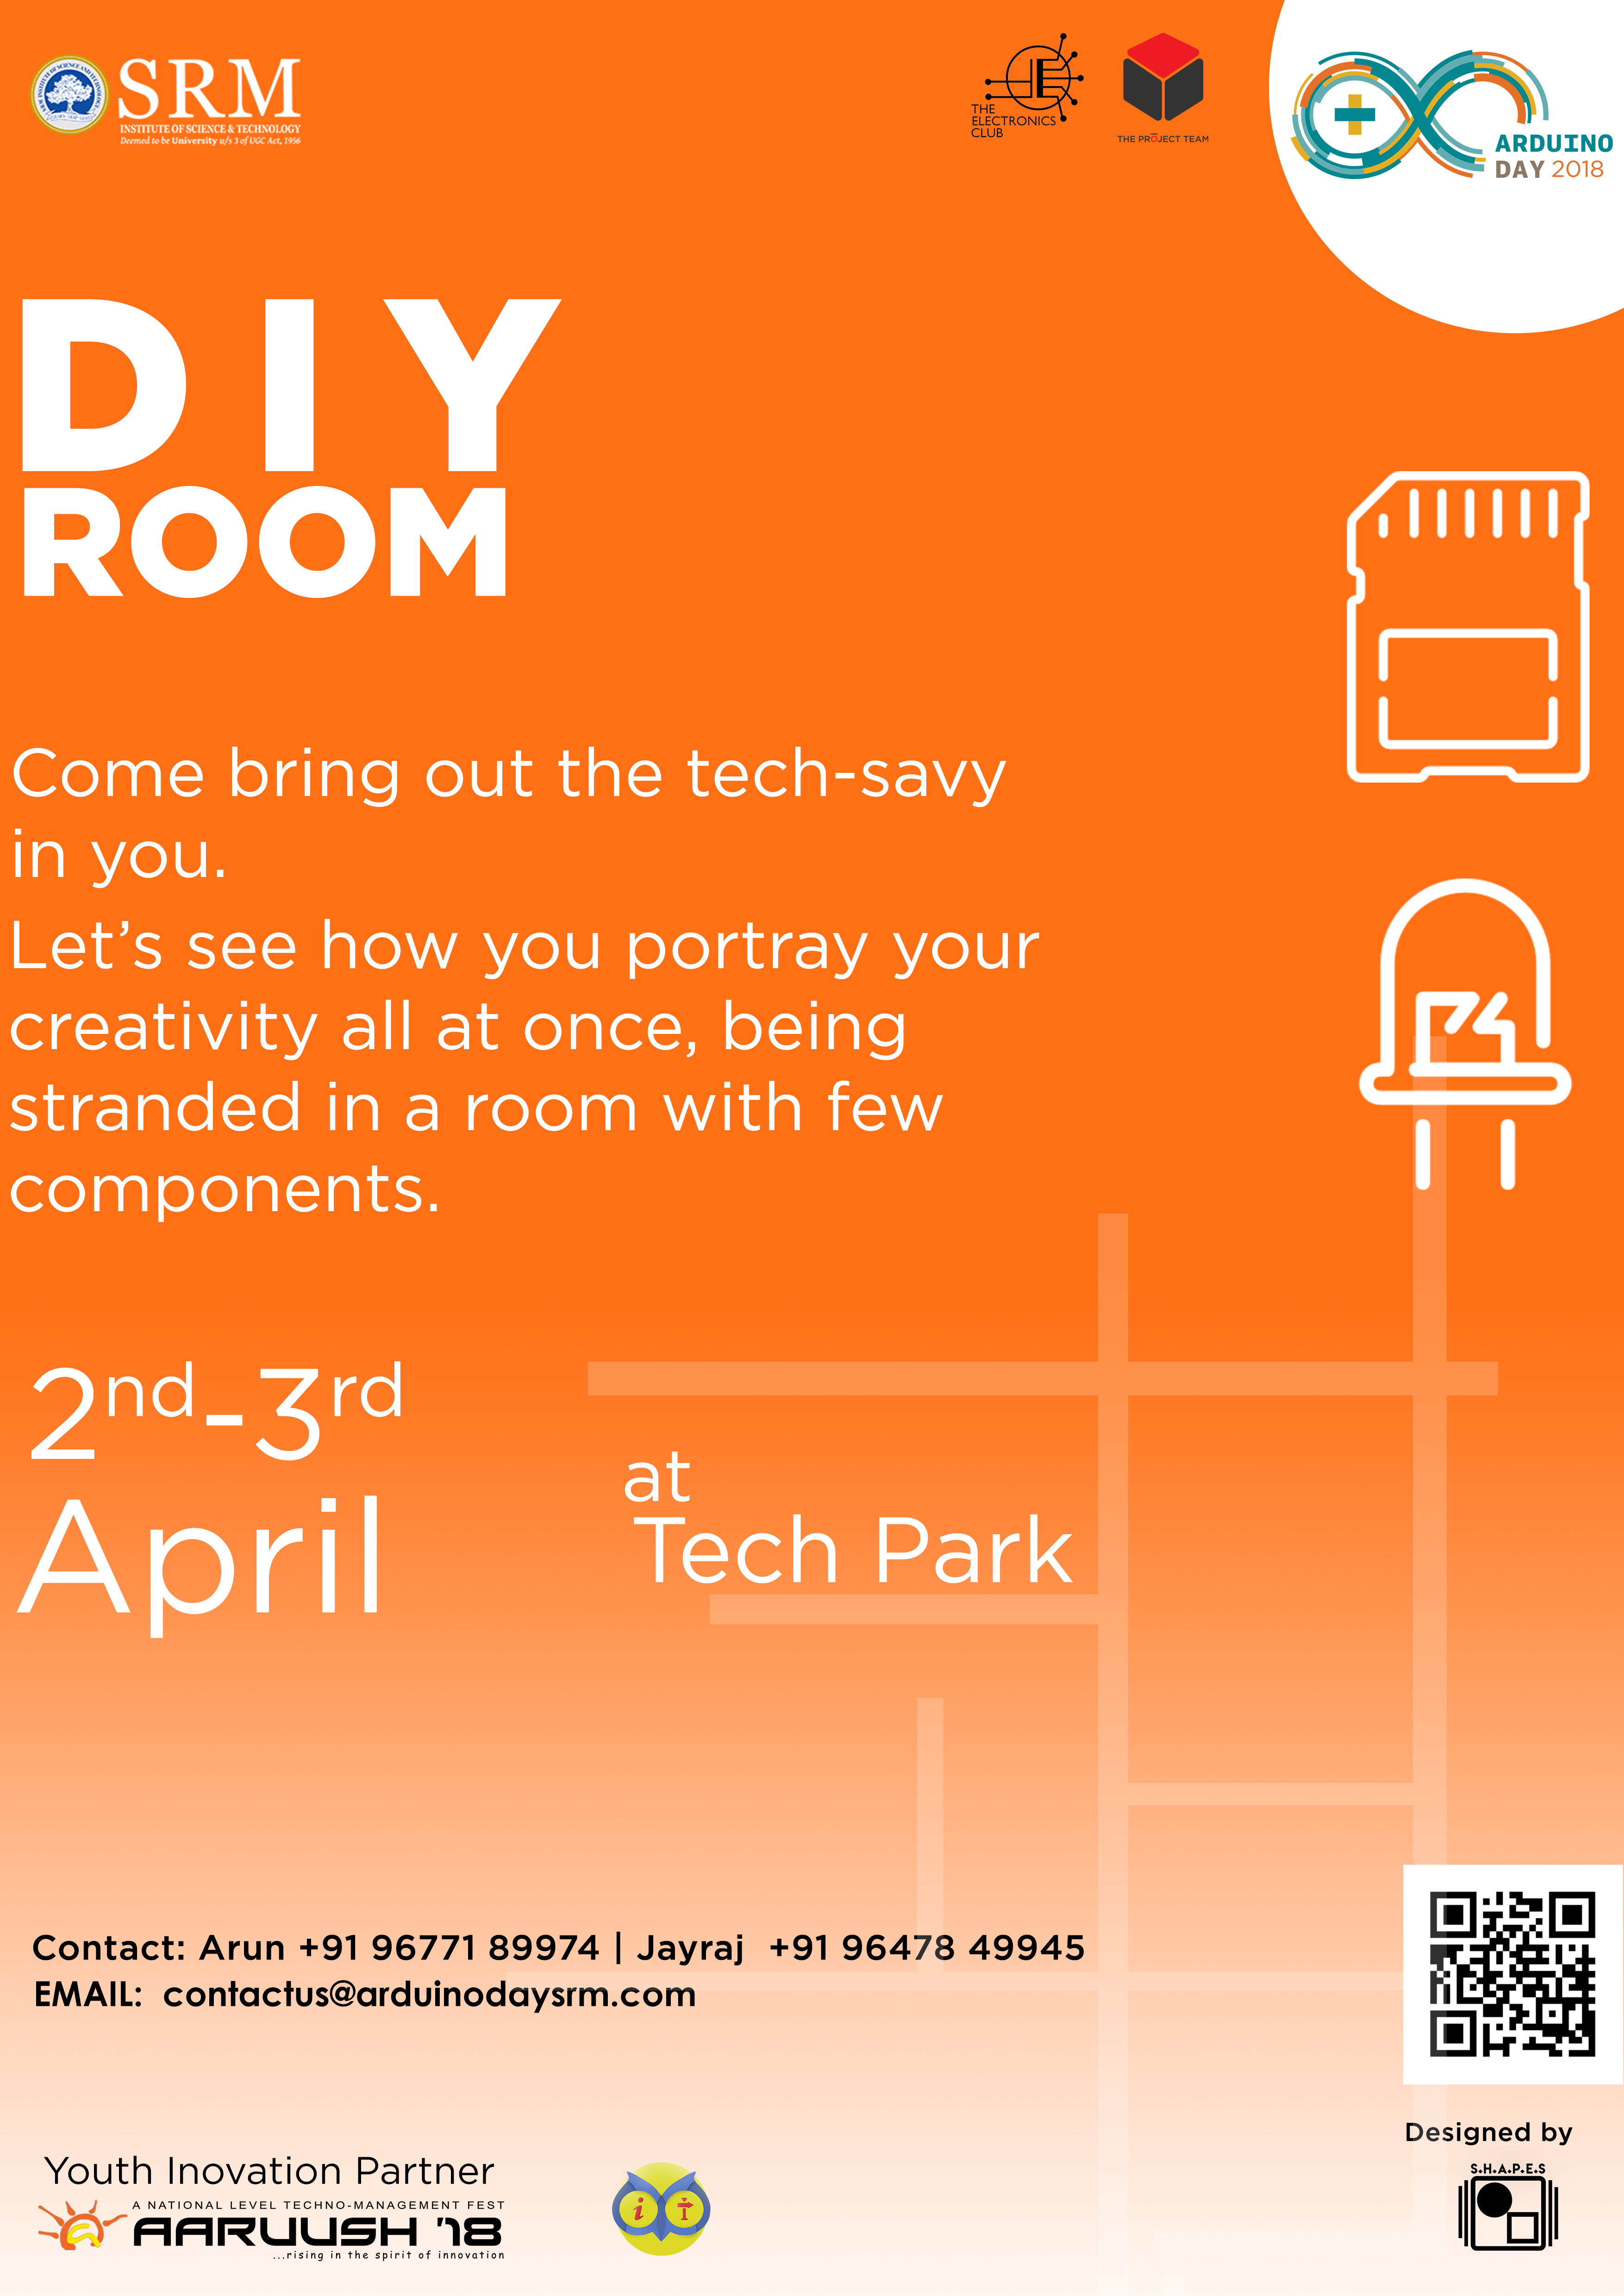 SRM
INSTITUTE OF SCIENCE & TECHNOLOGY
Deemed to be University u/s 3 of UGC Act, 1956
THE
ELECTRONICS
CLUB
THE PROJECT TEAM
ARDUINO
DAY 2018
DIY
ROOM
Come bring out the tech-savy
in you.
Let's see how you portray your
creativity all at once, being
stranded in a room with few
components.
2nd-3rd
April
at
Tech Park
Contact: Arun +91 96771 89974 | Jayraj +91 96478 49945
EMAIL: contactus@arduinodaysrm.com
Designed by
S.H.A.P.E.S
Youth Inovation Partner
A NATIONAL LEVEL TECHNO-MANAGEMENT FEST
AARUUSH '18
...rising in the spirit of innovation